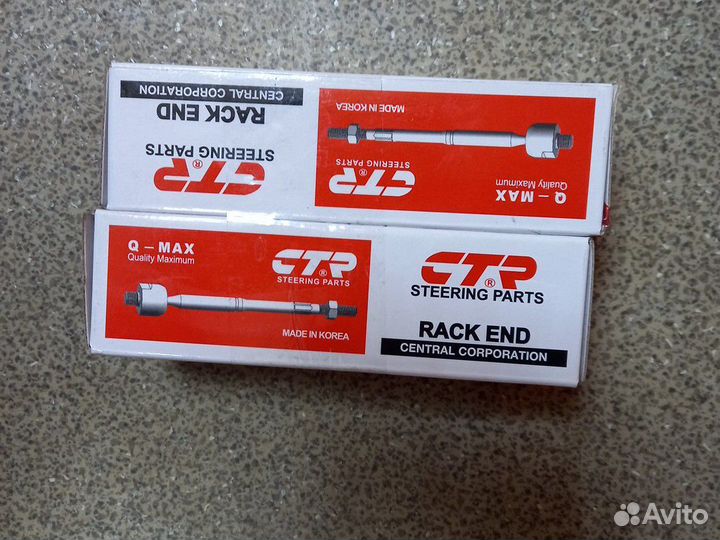 CENTRAL CORPORATION
RACK END
STEERING PARTS
CTR®
MADE IN KOREA
STEERING PARTS
CTR®
Quality Maximum
Q – MAX
Q – MAX
Quality Maximum
CTR®
STEERING PARTS
MADE IN KOREA
CTR®
STEERING PARTS
RACK END
CENTRAL CORPORATION
Avito